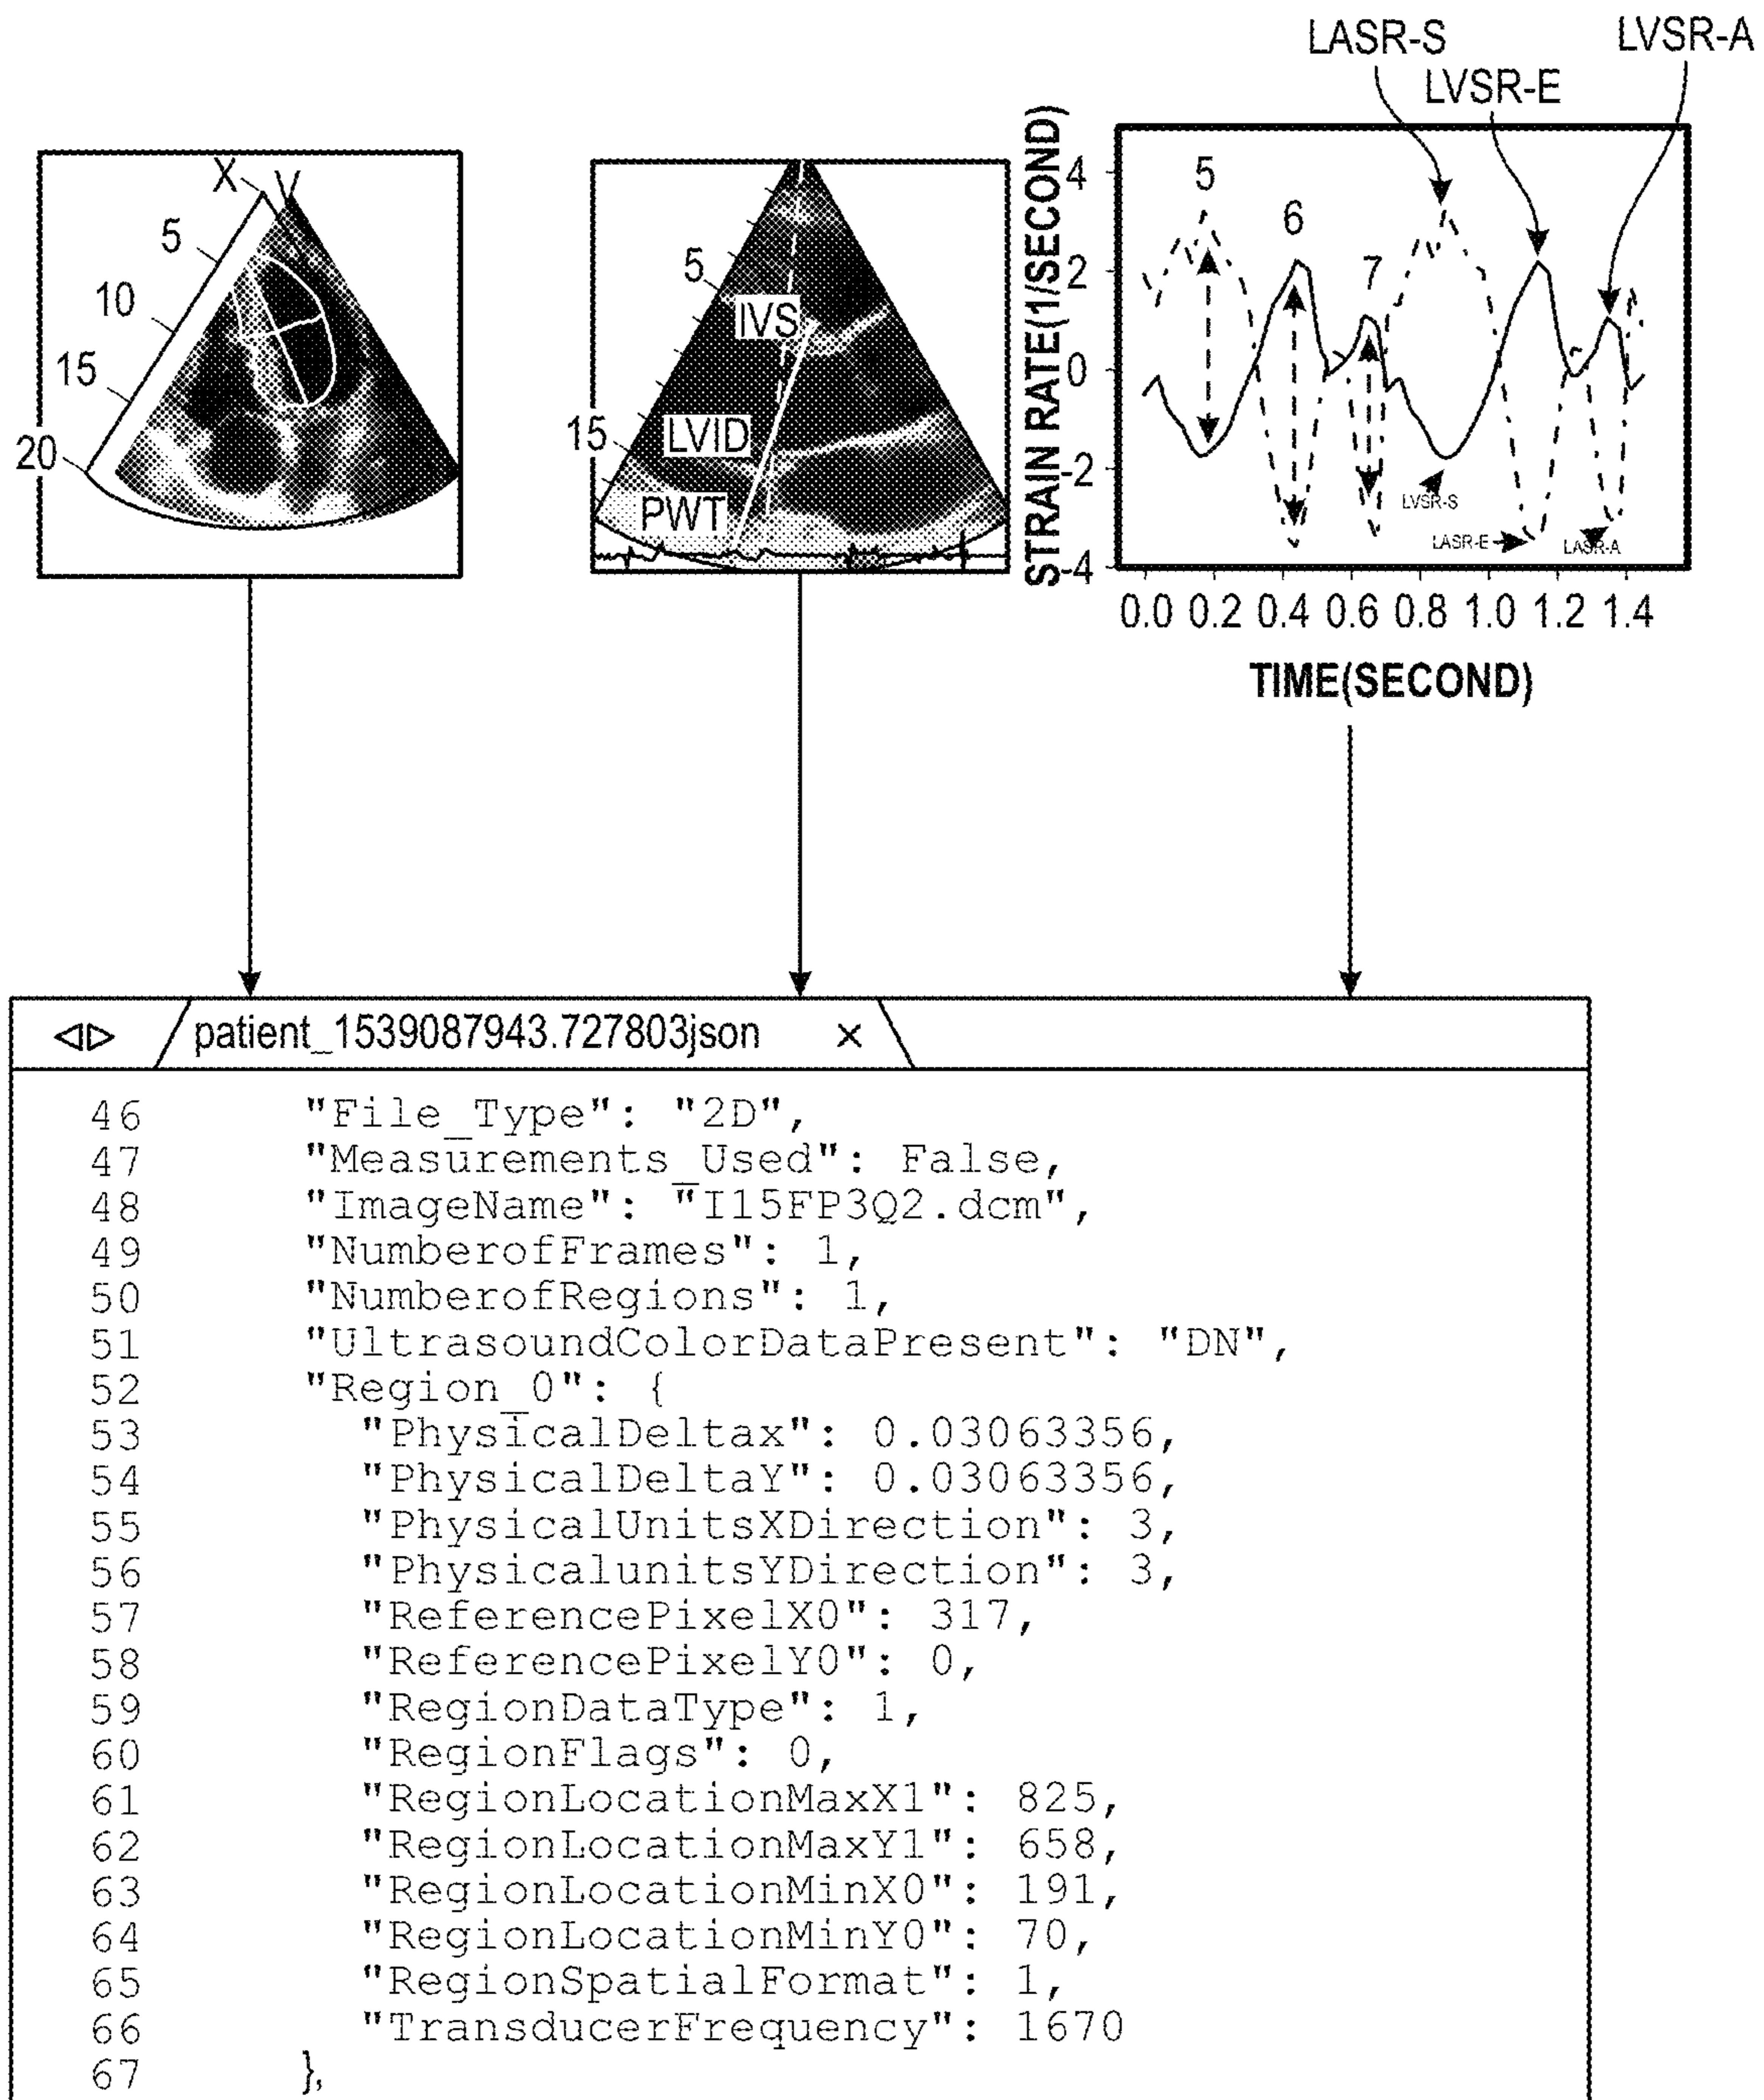 LASR-S
LVSR-A
LVSR-E
X
V
5
10
15
20
5
15
IVS
LVID
PWT
STRAIN RATE(1/SECOND)
4
2
0
-2
-4
5
6
7
LVSR-S
LASR-E
LASR-A
0.0 0.2 0.4 0.6 0.8 1.0 1.2 1.4
TIME(SECOND)
patient_1539087943.727803json ×
46 "File_Type": "2D",
47 "Measurements_Used": False,
48 "ImageName": "I15FP3Q2.dcm",
49 "NumberofFrames": 1,
50 "NumberofRegions": 1,
51 "UltrasoundColorDataPresent": "DN",
52 "Region_0": {
53 "PhysicalDeltax": 0.03063356,
54 "PhysicalDeltaY": 0.03063356,
55 "PhysicalUnitsXDirection": 3,
56 "PhysicalunitsYDirection": 3,
57 "ReferencePixelX0": 317,
58 "ReferencePixelY0": 0,
59 "RegionDataType": 1,
60 "RegionFlags": 0,
61 "RegionLocationMaxX1": 825,
62 "RegionLocationMaxY1": 658,
63 "RegionLocationMinX0": 191,
64 "RegionLocationMinY0": 70,
65 "RegionSpatialFormat": 1,
66 "TransducerFrequency": 1670
67 },